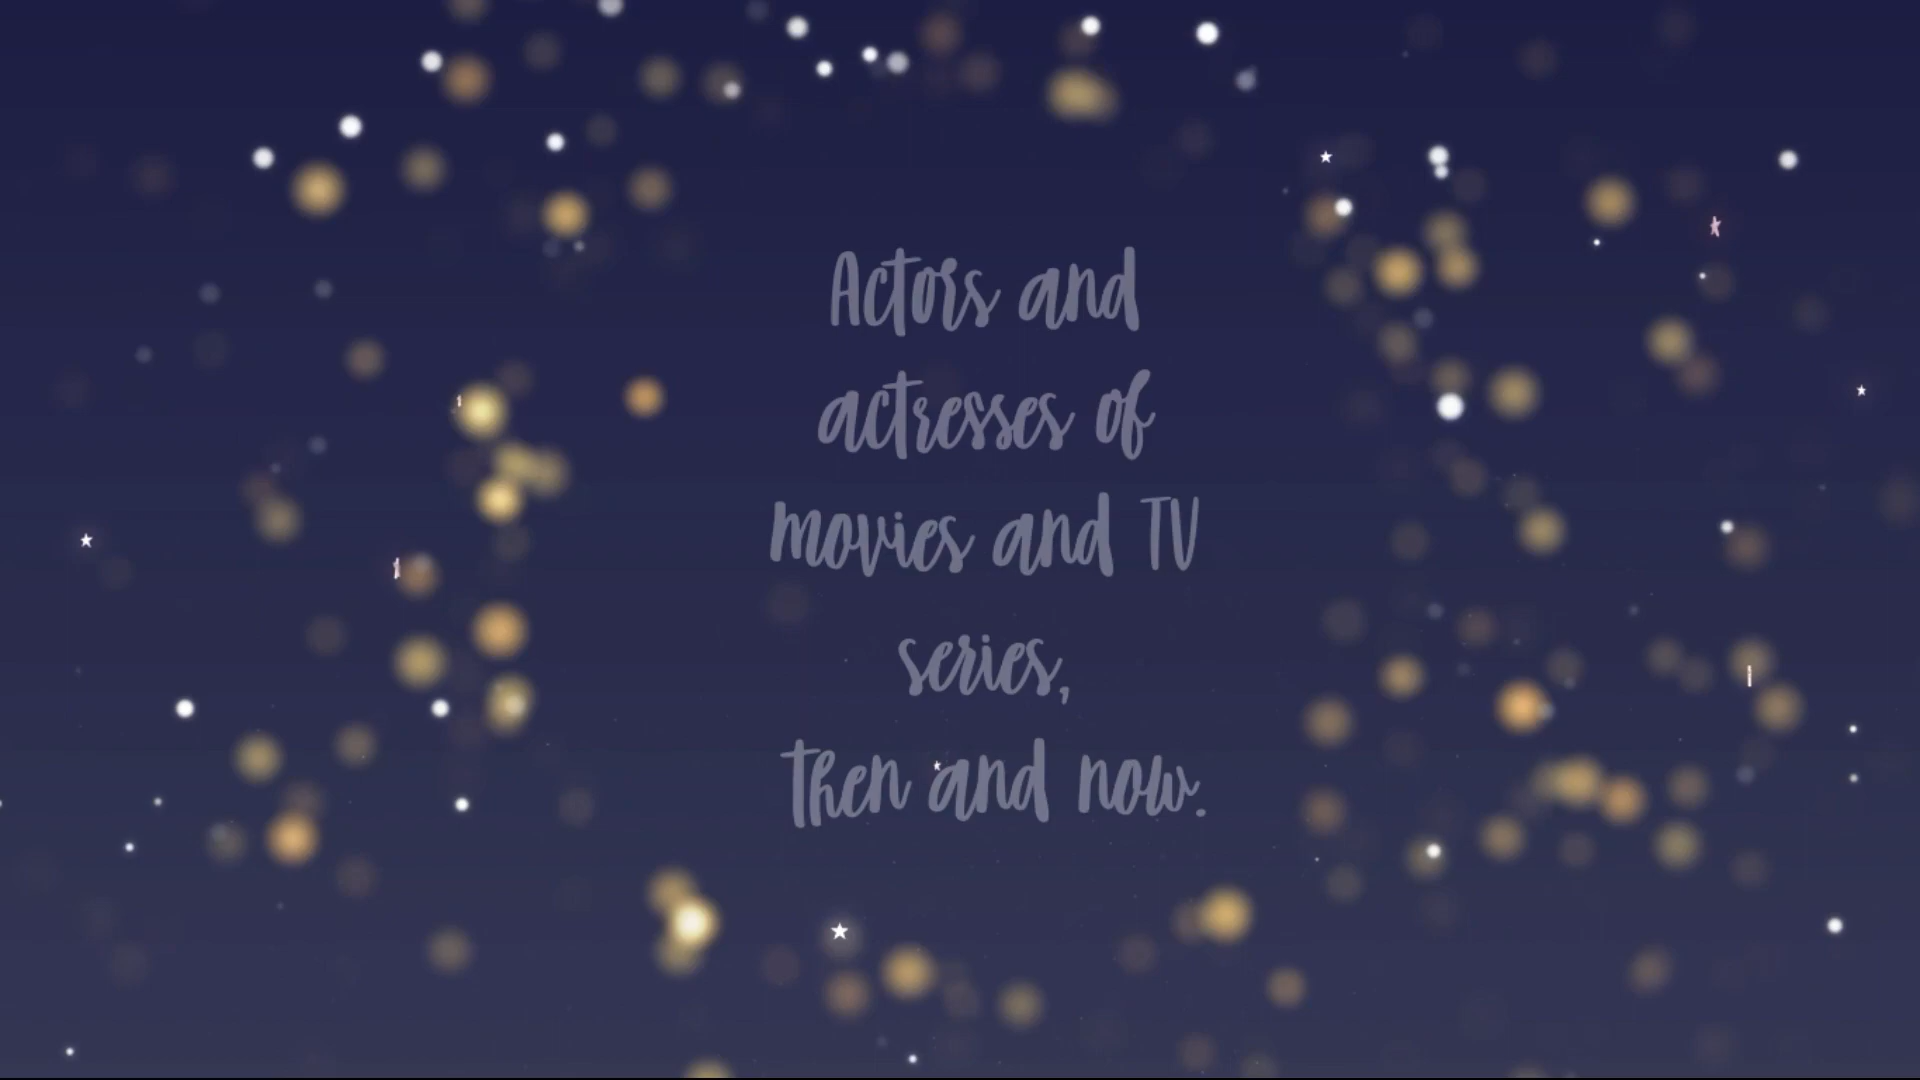 Actors and
actresses of
movies and TV
series,
then and now.